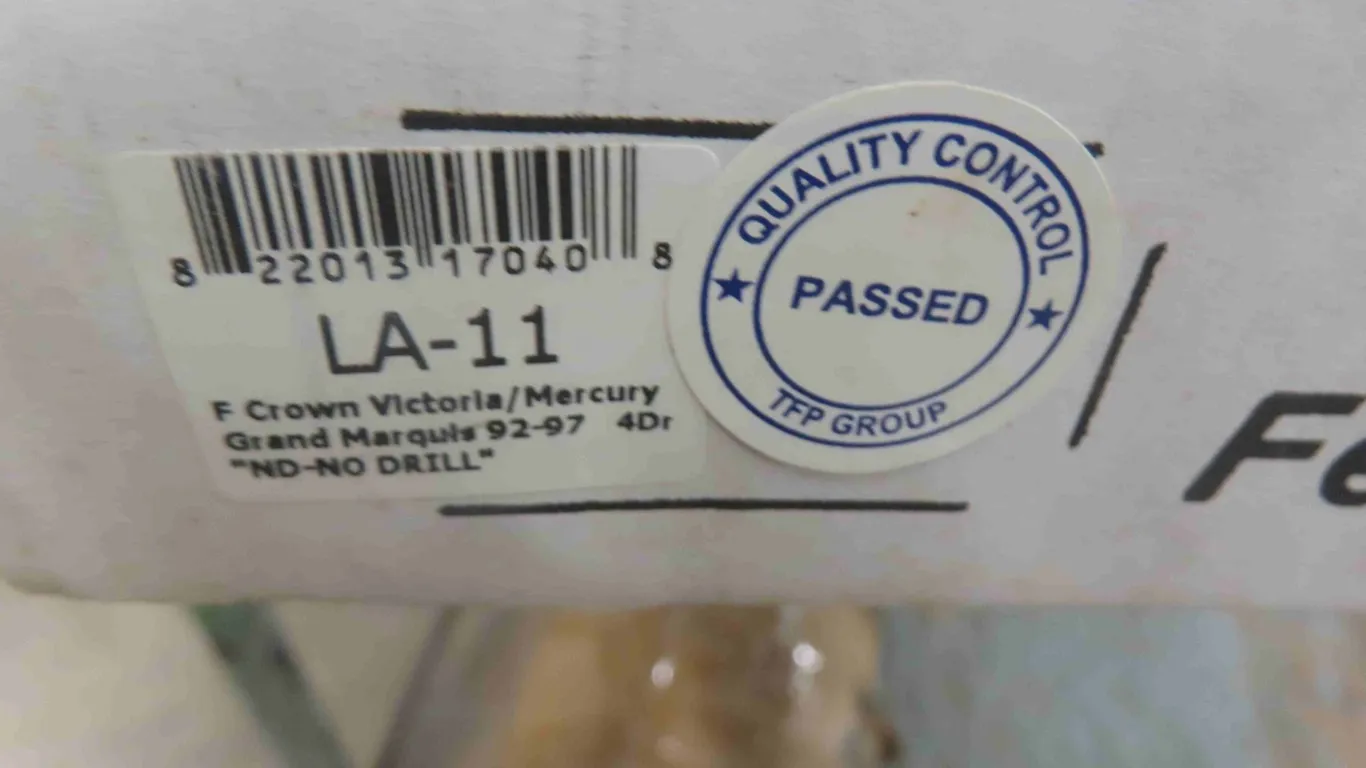 8 22013 17040 8
LA-11
F Crown Victoria/Mercury
Grand Marquis 92-97 4Dr
"ND-NO DRILL"
QUALITY CONTROL
PASSED
TFP GROUP